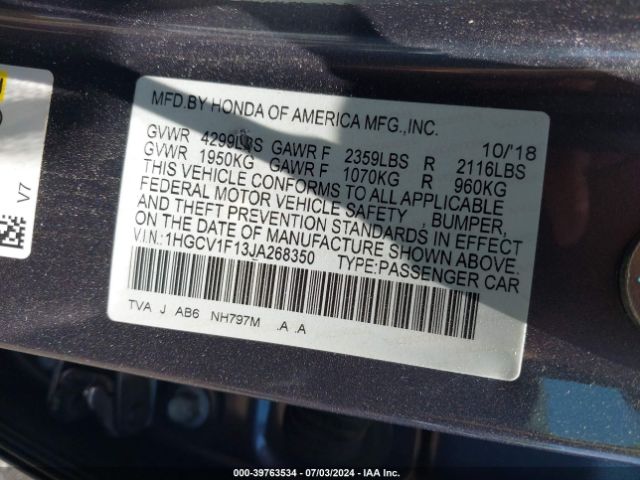 MFD.BY HONDA OF AMERICA MFG.,INC.
10/'18
GVWR 4299LBS GAWR F 2359LBS R 2116LBS
GVWR 1950KG GAWR F 1070KG R 960KG
THIS VEHICLE CONFORMS TO ALL APPLICABLE
FEDERAL MOTOR VEHICLE SAFETY , BUMPER,
AND THEFT PREVENTION STANDARDS IN EFFECT
ON THE DATE OF MANUFACTURE SHOWN ABOVE.
V.I.N.:1HGCV1F13JA268350 TYPE:PASSENGER CAR
TVA J AB6 NH797M .A .A
V7
000-39763534 / 07/03/2024 / IAA Inc.